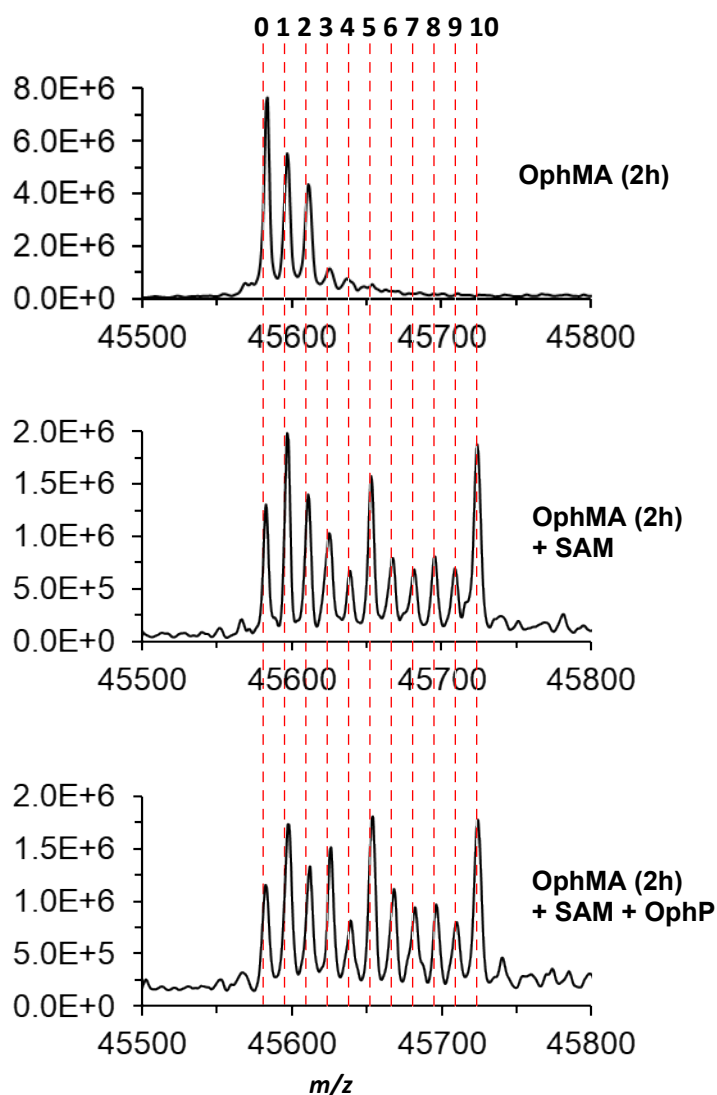 0 1 2 3 4 5 6 7 8 9 10
8.0E+6
6.0E+6
4.0E+6
2.0E+6
0.0E+0
OphMA (2h)
45500 45600 45700 45800
2.0E+6
1.5E+6
1.0E+6
5.0E+5
0.0E+0
OphMA (2h)
+ SAM
45500 45600 45700 45800
2.0E+6
1.5E+6
1.0E+6
5.0E+5
0.0E+0
OphMA (2h)
+ SAM + OphP
45500 45600 45700 45800
m/z